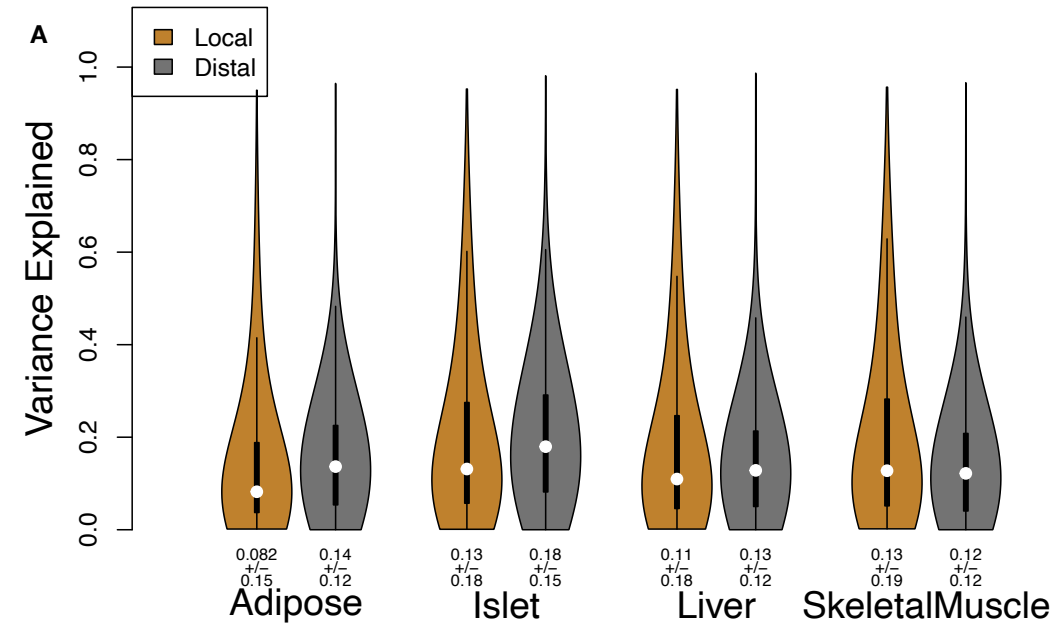 A
Local
Distal
Variance Explained
1.0
0.8
0.6
0.4
0.2
0.0
0.082 0.14 0.13 0.18 0.11 0.13 0.13 0.12
+/− +/− +/− +/− +/− +/− +/− +/−
0.15 0.12 0.18 0.15 0.18 0.12 0.19 0.12
Adipose Islet Liver SkeletalMuscle